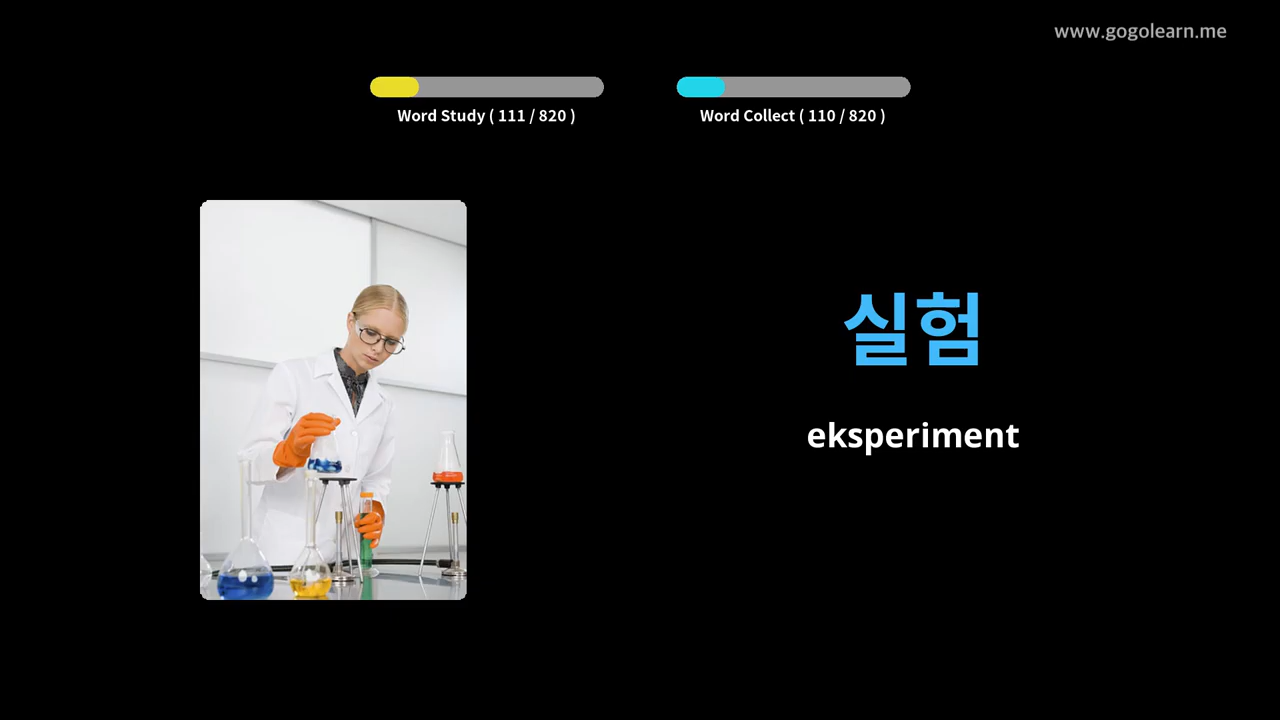 www.gogolearn.me
Word Study ( 111 / 820 )
Word Collect ( 110 / 820 )
실험
eksperiment